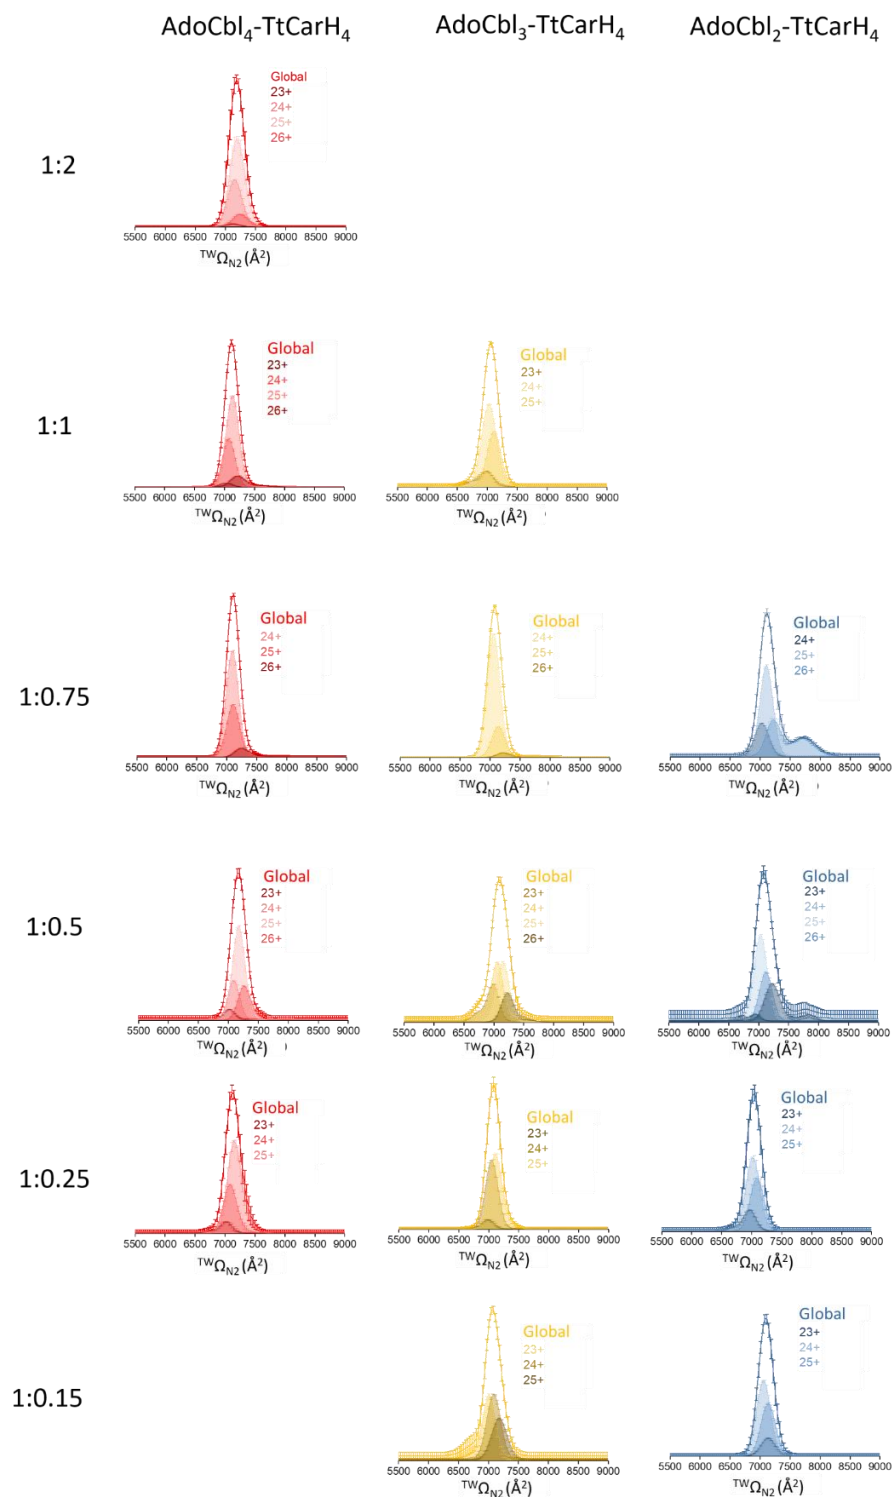 AdoCbl₄-TtCarH₄ AdoCbl₃-TtCarH₄ AdoCbl₂-TtCarH₄
1:2
Global
23+
24+
25+
26+
5500 6000 6500 7000 7500 8000 8500 9000
TWΩN2 (Å²)
1:1
Global
23+
24+
25+
26+
5500 6000 6500 7000 7500 8000 8500 9000
TWΩN2 (Å²)
Global
23+
24+
25+
5500 6000 6500 7000 7500 8000 8500 9000
TWΩN2 (Å²)
1:0.75
Global
24+
25+
26+
5500 6000 6500 7000 7500 8000 8500 9000
TWΩN2 (Å²)
Global
24+
25+
26+
5500 6000 6500 7000 7500 8000 8500 9000
TWΩN2 (Å²)
Global
24+
25+
26+
5500 6000 6500 7000 7500 8000 8500 9000
TWΩN2 (Å²)
1:0.5
Global
23+
24+
25+
26+
5500 6000 6500 7000 7500 8000 8500 9000
TWΩN2 (Å²)
Global
23+
24+
25+
26+
5500 6000 6500 7000 7500 8000 8500 9000
TWΩN2 (Å²)
Global
23+
24+
25+
26+
5500 6000 6500 7000 7500 8000 8500 9000
TWΩN2 (Å²)
1:0.25
Global
23+
24+
25+
5500 6000 6500 7000 7500 8000 8500 9000
TWΩN2 (Å²)
Global
23+
24+
25+
5500 6000 6500 7000 7500 8000 8500 9000
TWΩN2 (Å²)
Global
23+
24+
25+
5500 6000 6500 7000 7500 8000 8500 9000
TWΩN2 (Å²)
1:0.15
Global
23+
24+
25+
5500 6000 6500 7000 7500 8000 8500 9000
TWΩN2 (Å²)
Global
23+
24+
25+
5500 6000 6500 7000 7500 8000 8500 9000
TWΩN2 (Å²)